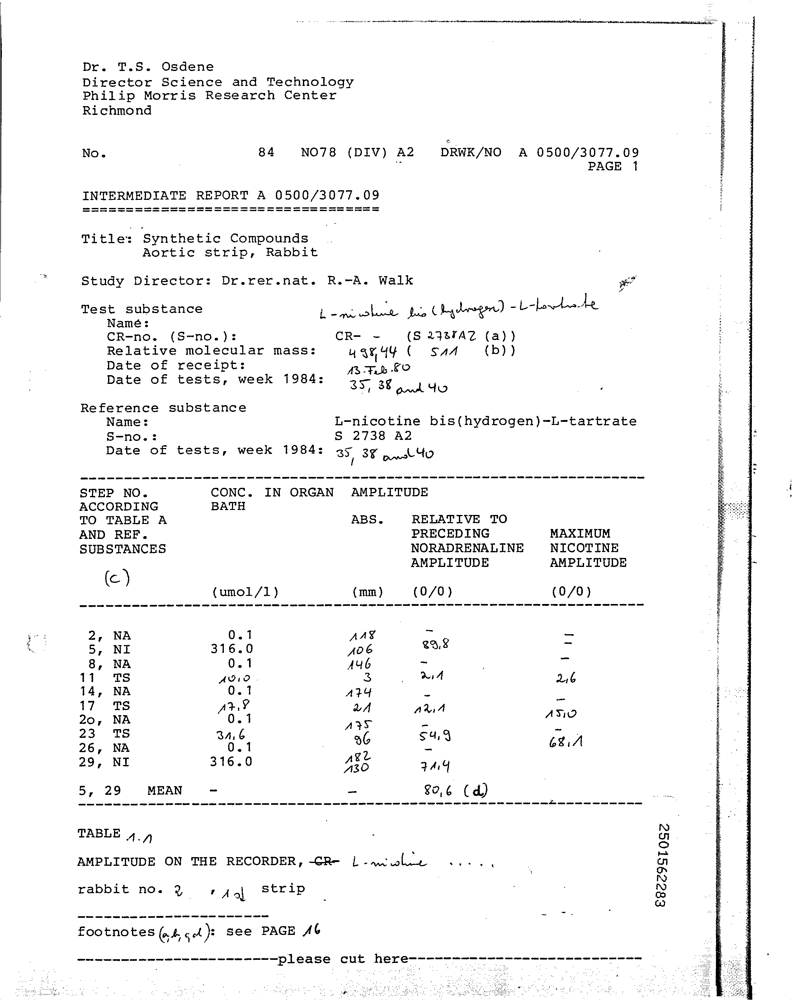 Dr. T.S. Osdene
Director Science and Technology
Philip Morris Research Center
Richmond
No. 84 NO78 (DIV) A2 DRWK/NO A 0500/3077.09
PAGE 1
INTERMEDIATE REPORT A 0500/3077.09
==================================
Title: Synthetic Compounds
Aortic strip, Rabbit
Study Director: Dr.rer.nat. R.-A. Walk
Test substance L-nicotine bis(hydrogen)-L-tartrate
Name:
CR-no. (S-no.): CR- - (S 2738A2 (a))
Relative molecular mass: 498,44 ( 511 (b))
Date of receipt: 13.Feb.80
Date of tests, week 1984: 35, 38 and 40
Reference substance
Name: L-nicotine bis(hydrogen)-L-tartrate
S-no.: S 2738 A2
Date of tests, week 1984: 35, 38 and 40
STEP NO. CONC. IN ORGAN AMPLITUDE
ACCORDING BATH
TO TABLE A ABS. RELATIVE TO
AND REF. PRECEDING MAXIMUM
SUBSTANCES NORADRENALINE NICOTINE
AMPLITUDE AMPLITUDE
(c)
(umol/l) (mm) (0/0) (0/0)
2, NA 0.1 118 - -
5, NI 316.0 106 89,8 -
8, NA 0.1 146 - -
11 TS 10,0 3 2,1 2,6
14, NA 0.1 174 - -
17 TS 17,8 21 12,1 15,0
2o, NA 0.1 175 - -
23 TS 31,6 96 54,9 68,1
26, NA 0.1 182 -
29, NI 316.0 130 71,4
5, 29 MEAN - - 80,6 (d)
TABLE 1.1
AMPLITUDE ON THE RECORDER, CR- L-nicotine .....
rabbit no. 2 , 1st strip
footnotes (a,b,c,d): see PAGE 16
-----------------------please cut here---------------------------
2501562283